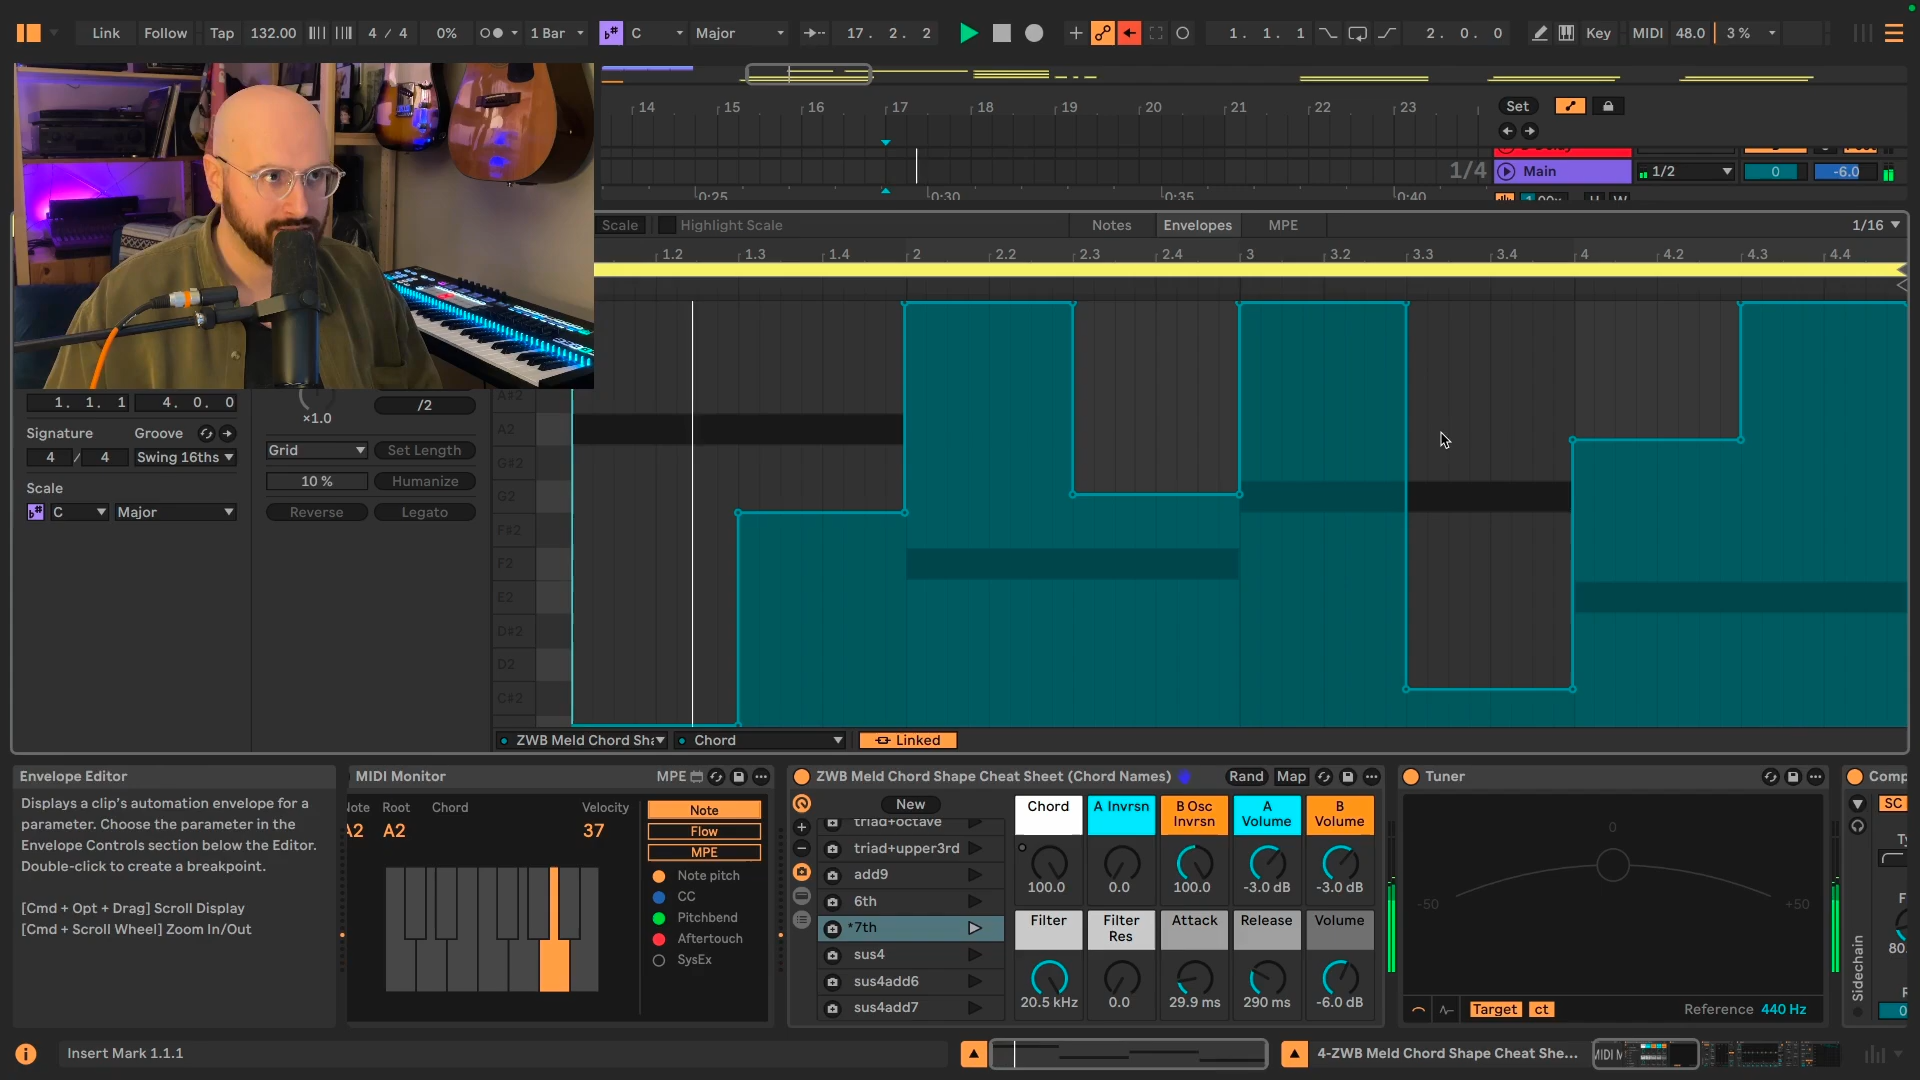 Link Follow Tap 132.00 4 / 4 0% 1 Bar C Major 17. 2. 2 1. 1. 1 2. 0. 0 Key MIDI 48.0 3 %
14 15 16 17 18 19 20 21 22 23 Set
1/4 Main 1/2 0 -6.0
0:25 0:30 0:35 0:40 1.00x H W
Scale Highlight Scale Notes Envelopes MPE 1/16
1.2 1.3 1.4 2 2.2 2.3 2.4 3 3.2 3.3 3.4 4 4.2 4.3 4.4
1. 1. 1 4. 0. 0 ×1.0 /2
Signature Groove
4 / 4 Swing 16ths
Grid Set Length
10 % Humanize
Scale
C Major
Reverse Legato
A#2
A2
G#2
G2
F#2
F2
E2
D#2
D2
C#2
ZWB Meld Chord Sh Chord Linked
Envelope Editor
Displays a clip's automation envelope for a
parameter. Choose the parameter in the
Envelope Controls section below the Editor.
Double-click to create a breakpoint.
[Cmd + Opt + Drag] Scroll Display
[Cmd + Scroll Wheel] Zoom In/Out
MIDI Monitor MPE
Root Chord Velocity
A2 37
Note
Flow
MPE
Note pitch
CC
Pitchbend
Aftertouch
SysEx
ZWB Meld Chord Shape Cheat Sheet (Chord Names) Rand Map
New
triad+octave
triad+upper3rd
add9
6th
*7th
sus4
sus4add6
sus4add7
Chord A Invrsn B Osc Invrsn A Volume B Volume
100.0 0.0 100.0 -3.0 dB -3.0 dB
Filter Filter Res Attack Release Volume
20.5 kHz 0.0 29.9 ms 290 ms -6.0 dB
Tuner
0
-50 +50
Target ct Reference 440 Hz
Comp
SC
Sidechain
80.
Insert Mark 1.1.1
4-ZWB Meld Chord Shape Cheat She...
MIDI M